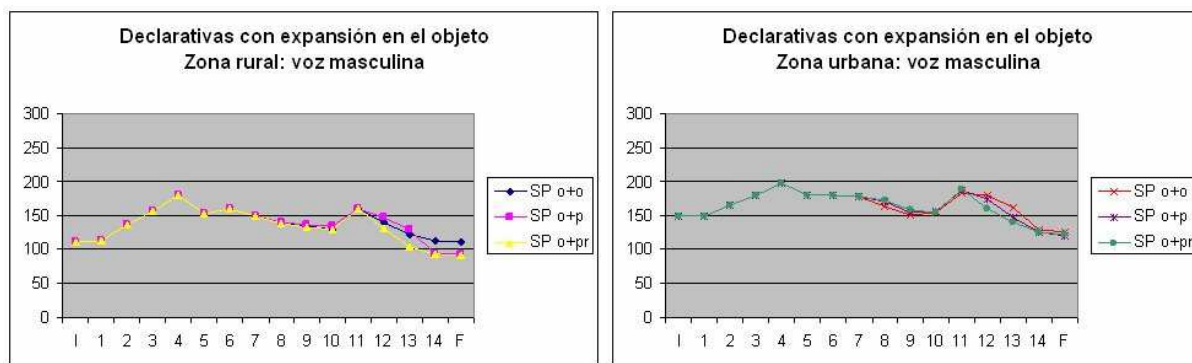 Declarativas con expansión en el objeto
Zona rural: voz masculina
300
250
200
150
100
50
0
I 1 2 3 4 5 6 7 8 9 10 11 12 13 14 F
SP o+o
SP o+p
SP o+pr
Declarativas con expansión en el objeto
Zona urbana: voz masculina
300
250
200
150
100
50
0
I 1 2 3 4 5 6 7 8 9 10 11 12 13 14 F
SP o+o
SP o+p
SP o+pr